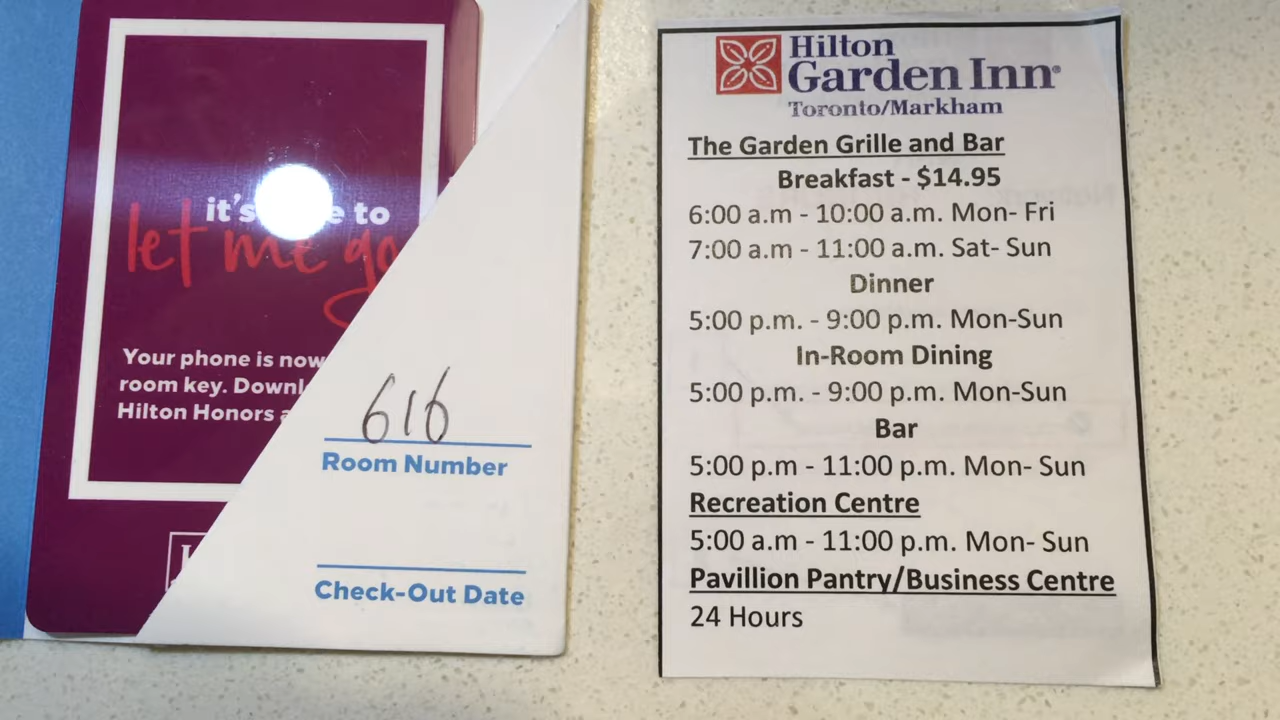 it's to
let me go
Your phone is now
room key.
Hilton Honors
616
Room Number
Check-Out Date
Hilton
Garden Inn®
Toronto/Markham
The Garden Grille and Bar
Breakfast - $14.95
6:00 a.m - 10:00 a.m. Mon- Fri
7:00 a.m - 11:00 a.m. Sat- Sun
Dinner
5:00 p.m. - 9:00 p.m. Mon-Sun
In-Room Dining
5:00 p.m. - 9:00 p.m. Mon-Sun
Bar
5:00 p.m - 11:00 p.m. Mon- Sun
Recreation Centre
5:00 a.m - 11:00 p.m. Mon- Sun
Pavillion Pantry/Business Centre
24 Hours